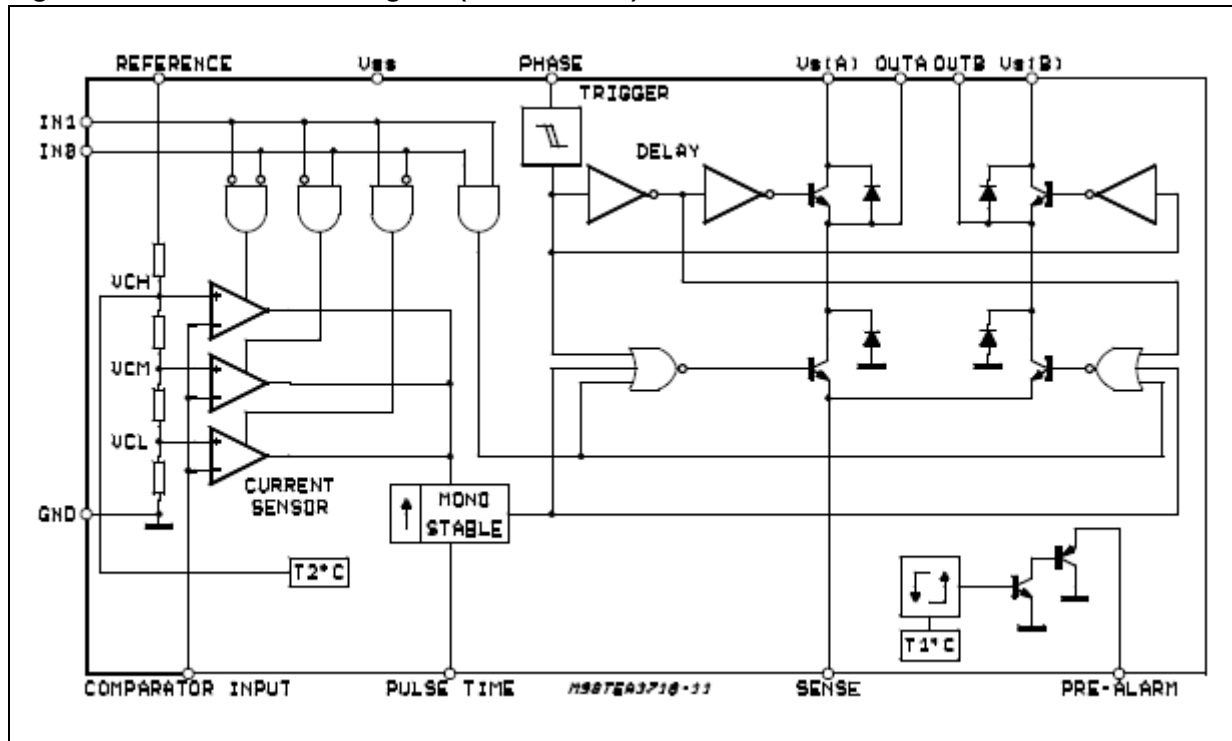 REFERENCE Vss PHASE Vs(A) OUTA OUTB Vs(B)
TRIGGER
IN1
IN0
DELAY
VCH
VCM
VCL
CURRENT
SENSOR
GND
MONO
STABLE
T2°C
T1°C
COMPARATOR INPUT PULSE TIME M98TEA3718-11 SENSE PRE-ALARM